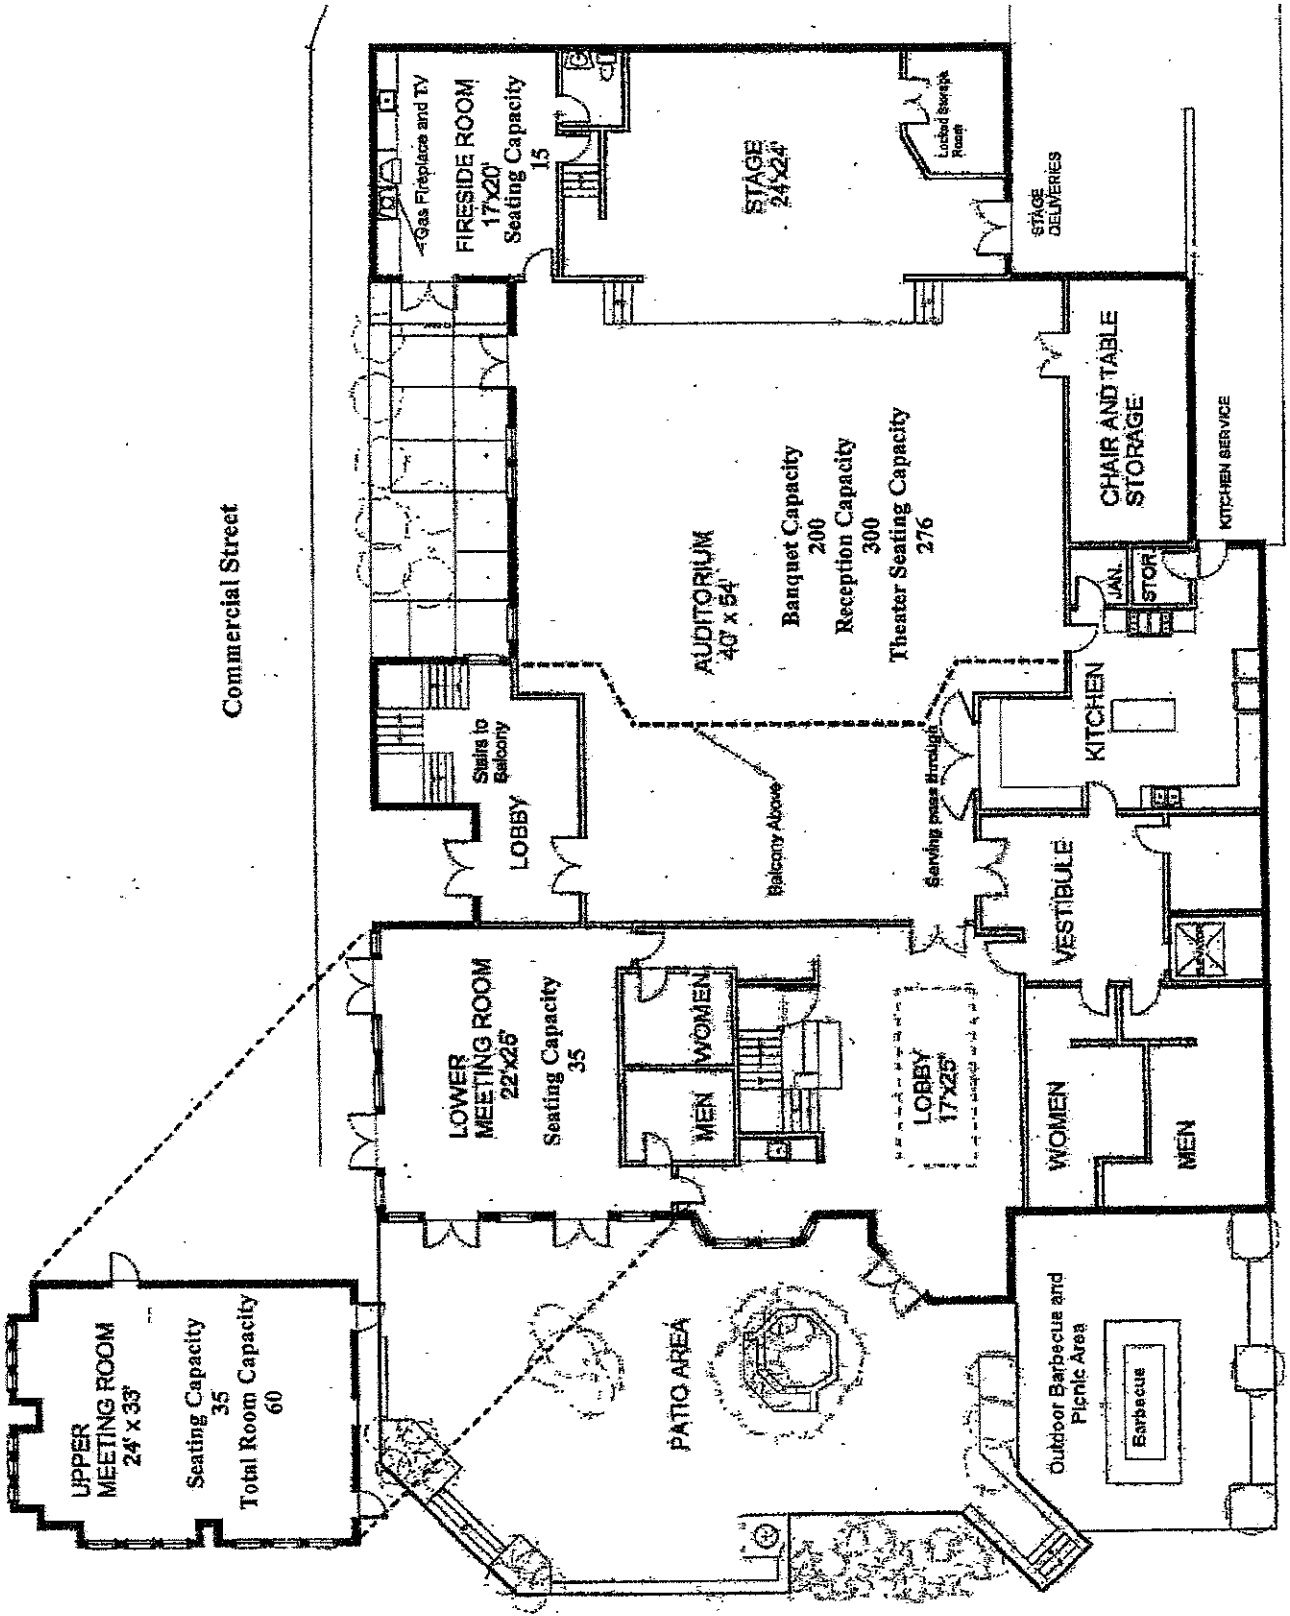 Commercial Street
UPPER
MEETING ROOM
24' x 33'
Seating Capacity
35
Total Room Capacity
60
LOWER
MEETING ROOM
22'x25'
Seating Capacity
35
MEN
WOMEN
LOBBY
17'x25'
WOMEN
MEN
PATIO AREA
Outdoor Barbecue and
Picnic Area
Barbecue
Stairs to
Balcony
LOBBY
Balcony Above
Serving pass through
VESTIBULE
ELEVATOR
KITCHEN
JAN.
STOR.
KITCHEN SERVICE
AUDITORIUM
40' x 54'
Banquet Capacity
200
Reception Capacity
300
Theater Seating Capacity
276
CHAIR AND TABLE
STORAGE
Gas Fireplace and TV
FIRESIDE ROOM
17'x20'
Seating Capacity
15
STAGE
24'x24'
Locked Storage
Room
STAGE
DELIVERIES